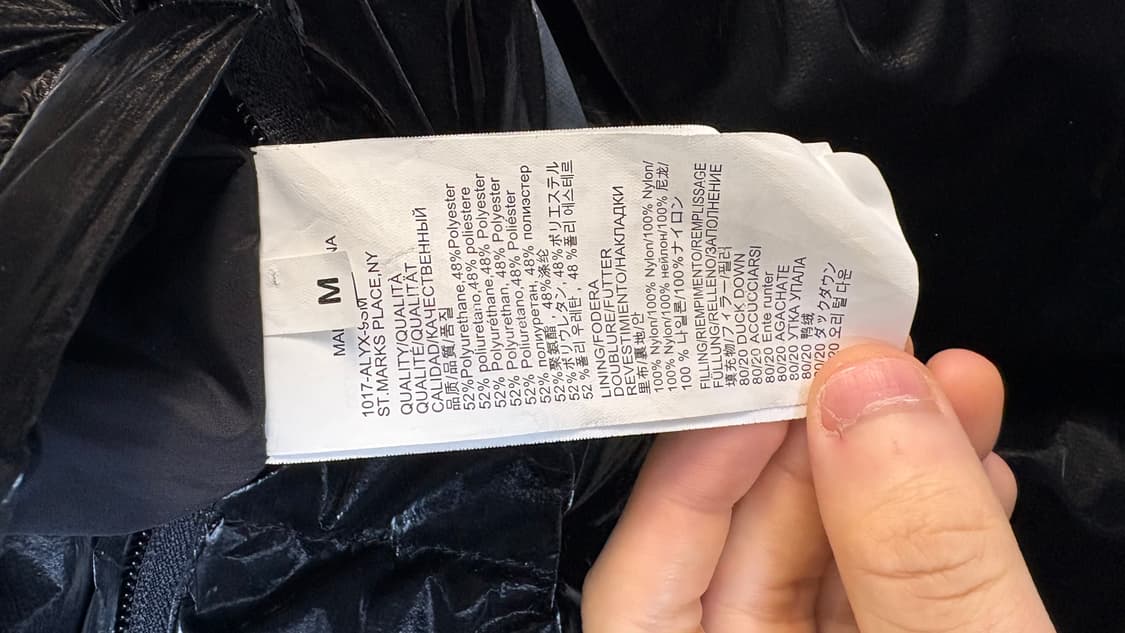 M
1017-ALYX-9SM
ST.MARKS PLACE,NY
QUALITY/QUALITÀ
QUALITÉ/QUALITÄT
CALIDAD/КАЧЕСТВЕННЫЙ
品质/品質/품질
52%Polyurethane,48%Polyester
52% poliuretano,48% poliestere
52% Polyurethane,48% Polyester
52% Polyurethan, 48% Polyester
52% Poliuretano,48% Poliéster
52% полиуретан, 48% полиэстер
52%聚氨酯 , 48%涤纶
52%ポリウレタン, 48%ポリエステル
52 %폴리 우레탄 , 48 %폴리 에스테르
LINING/FODERA
DOUBLURE/FUTTER
REVESTIMIENTO/НАКЛАДКИ
里布/裏地/안
100% Nylon/100% Nylon/100% Nylon/
100% Nylon/100% нейлон/100% 尼龙/
100 % 나일론/100%ナイロン
FILLING/RIEMPIMENTO/REMPLISSAGE
FÜLLUNG/RELLENO/ЗАПОЛНЕНИЕ
填充物/フィラー/필러
80/20 DUCK DOWN
80/20 ACCUCCIARSI
80/20 Ente runter
80/20 AGACHATE
80/20 УТКА УПАЛА
80/20 鸭绒
80/20 ダックダウン
80/20 오리 털 다운